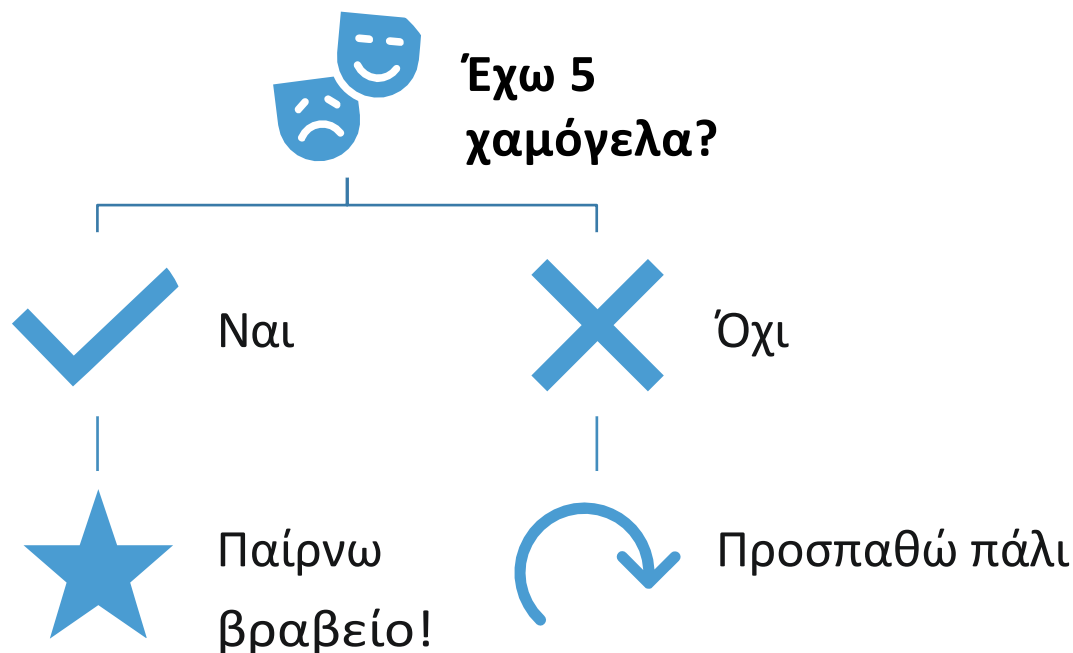 Έχω 5
χαμόγελα?
Ναι
Όχι
Παίρνω
βραβείο!
Προσπαθώ πάλι